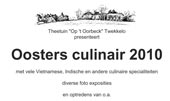 Theetuin "Op 't Oorbeck" Twekkelo
presenteert
Oosters culinair 2010
met vele Vietnamese, Indische en andere culinaire specialiteiten
diverse foto exposities
en optredens van o.a.